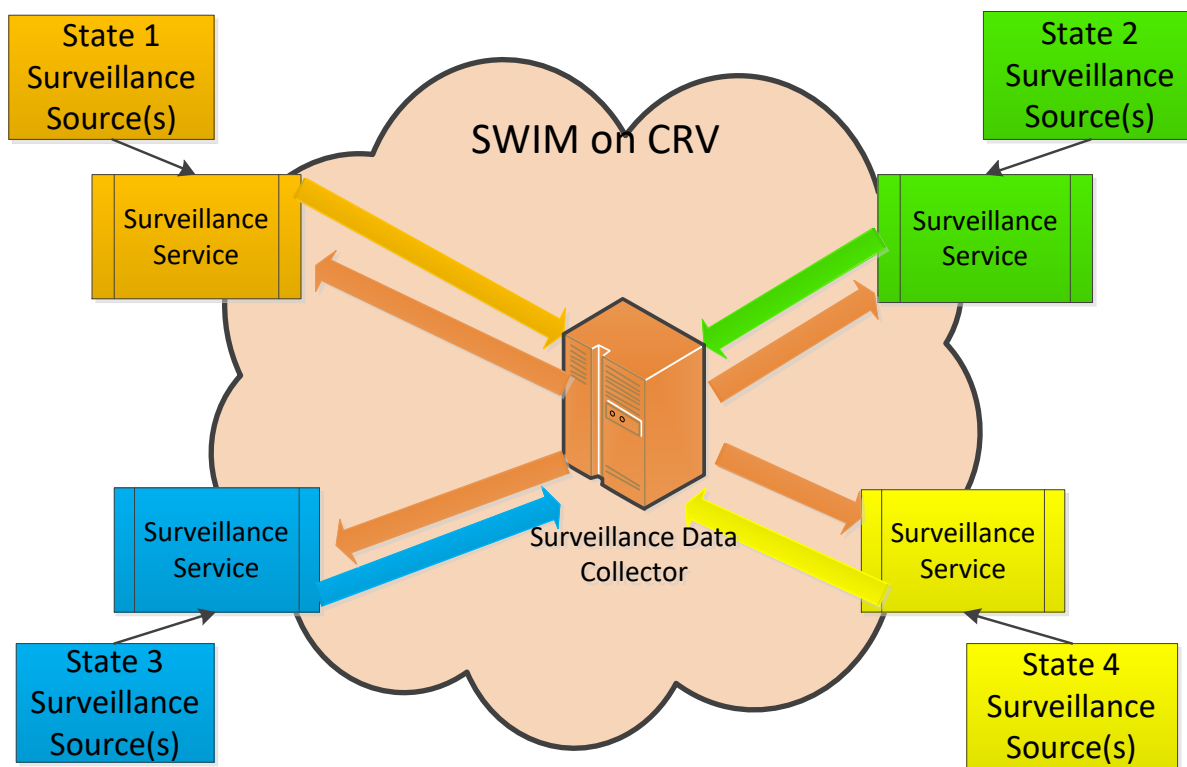 State 1
Surveillance
Source(s)
State 2
Surveillance
Source(s)
SWIM on CRV
Surveillance
Service
Surveillance
Service
Surveillance Data
Collector
Surveillance
Service
Surveillance
Service
State 3
Surveillance
Source(s)
State 4
Surveillance
Source(s)